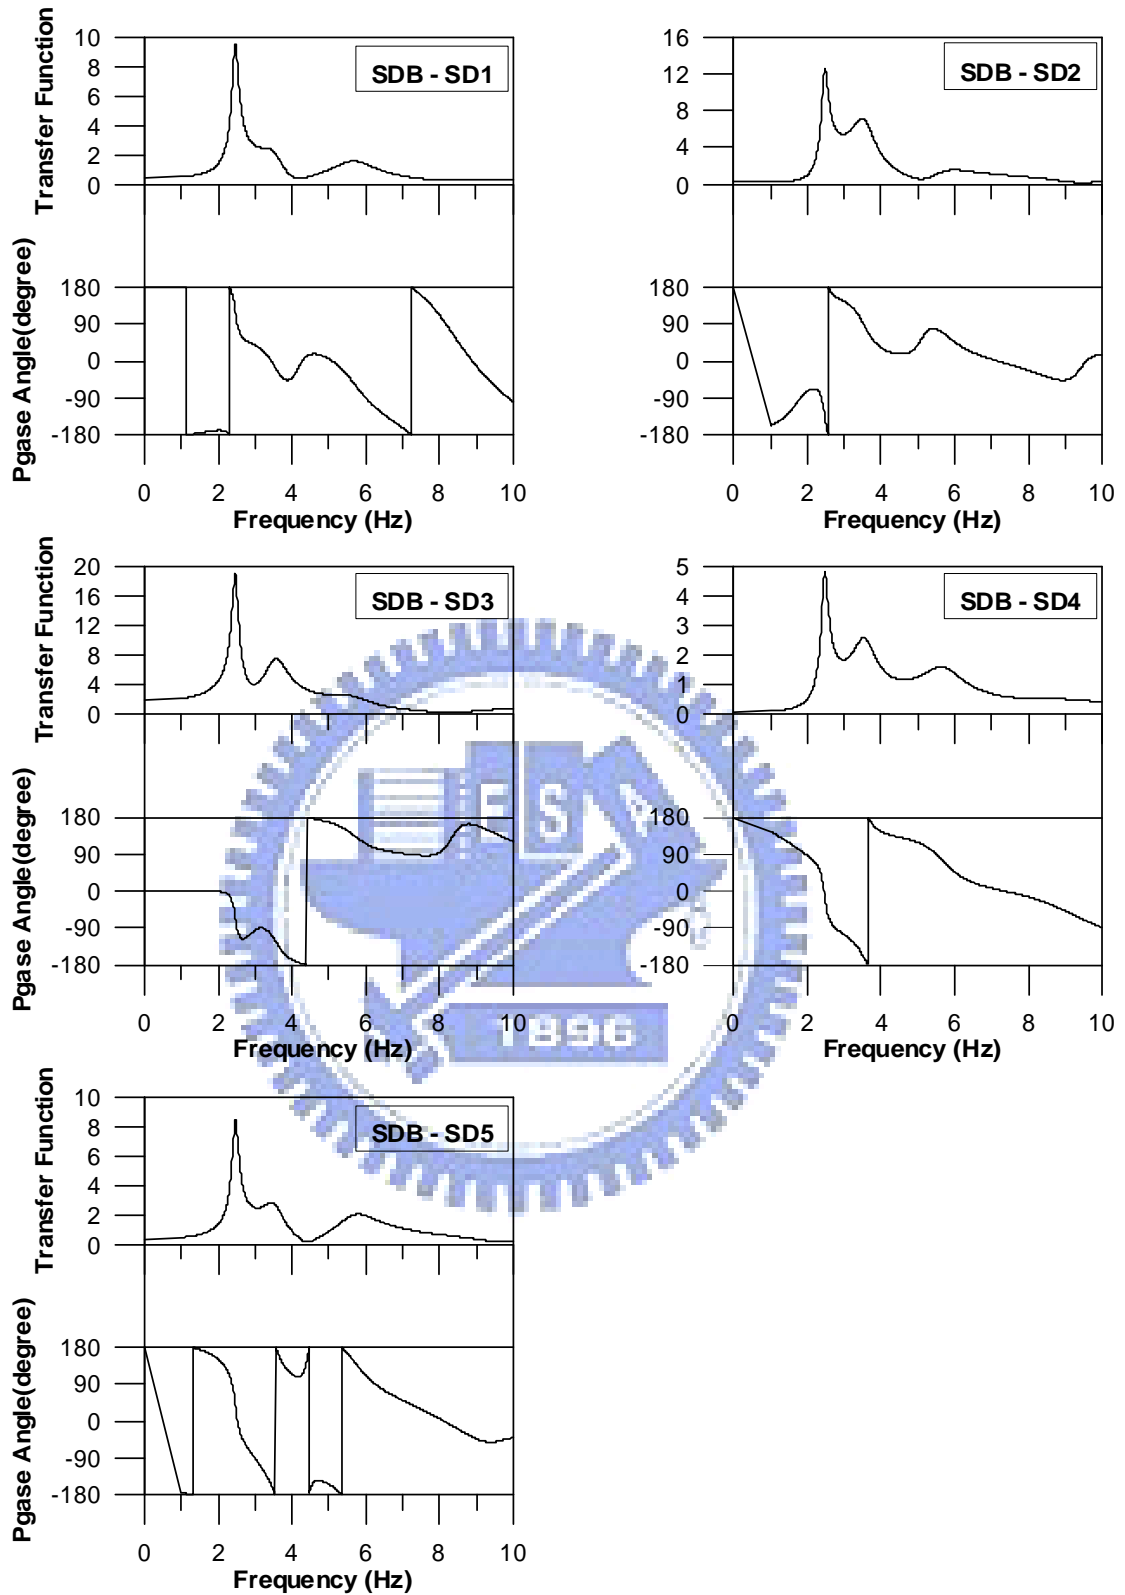 Transfer Function
10
8
6
4
2
0
SDB - SD1
Pgase Angle(degree)
180
90
0
-90
-180
0 2 4 6 8 10
Frequency (Hz)
16
12
8
4
0
SDB - SD2
180
90
0
-90
-180
0 2 4 6 8 10
Frequency (Hz)
Transfer Function
20
16
12
8
4
0
SDB - SD3
Pgase Angle(degree)
180
90
0
-90
-180
0 2 4 6 8 10
Frequency (Hz)
5
4
3
2
1
0
SDB - SD4
180
90
0
-90
-180
0 2 4 6 8 10
Frequency (Hz)
E S A
1896
Transfer Function
10
8
6
4
2
0
SDB - SD5
Pgase Angle(degree)
180
90
0
-90
-180
0 2 4 6 8 10
Frequency (Hz)